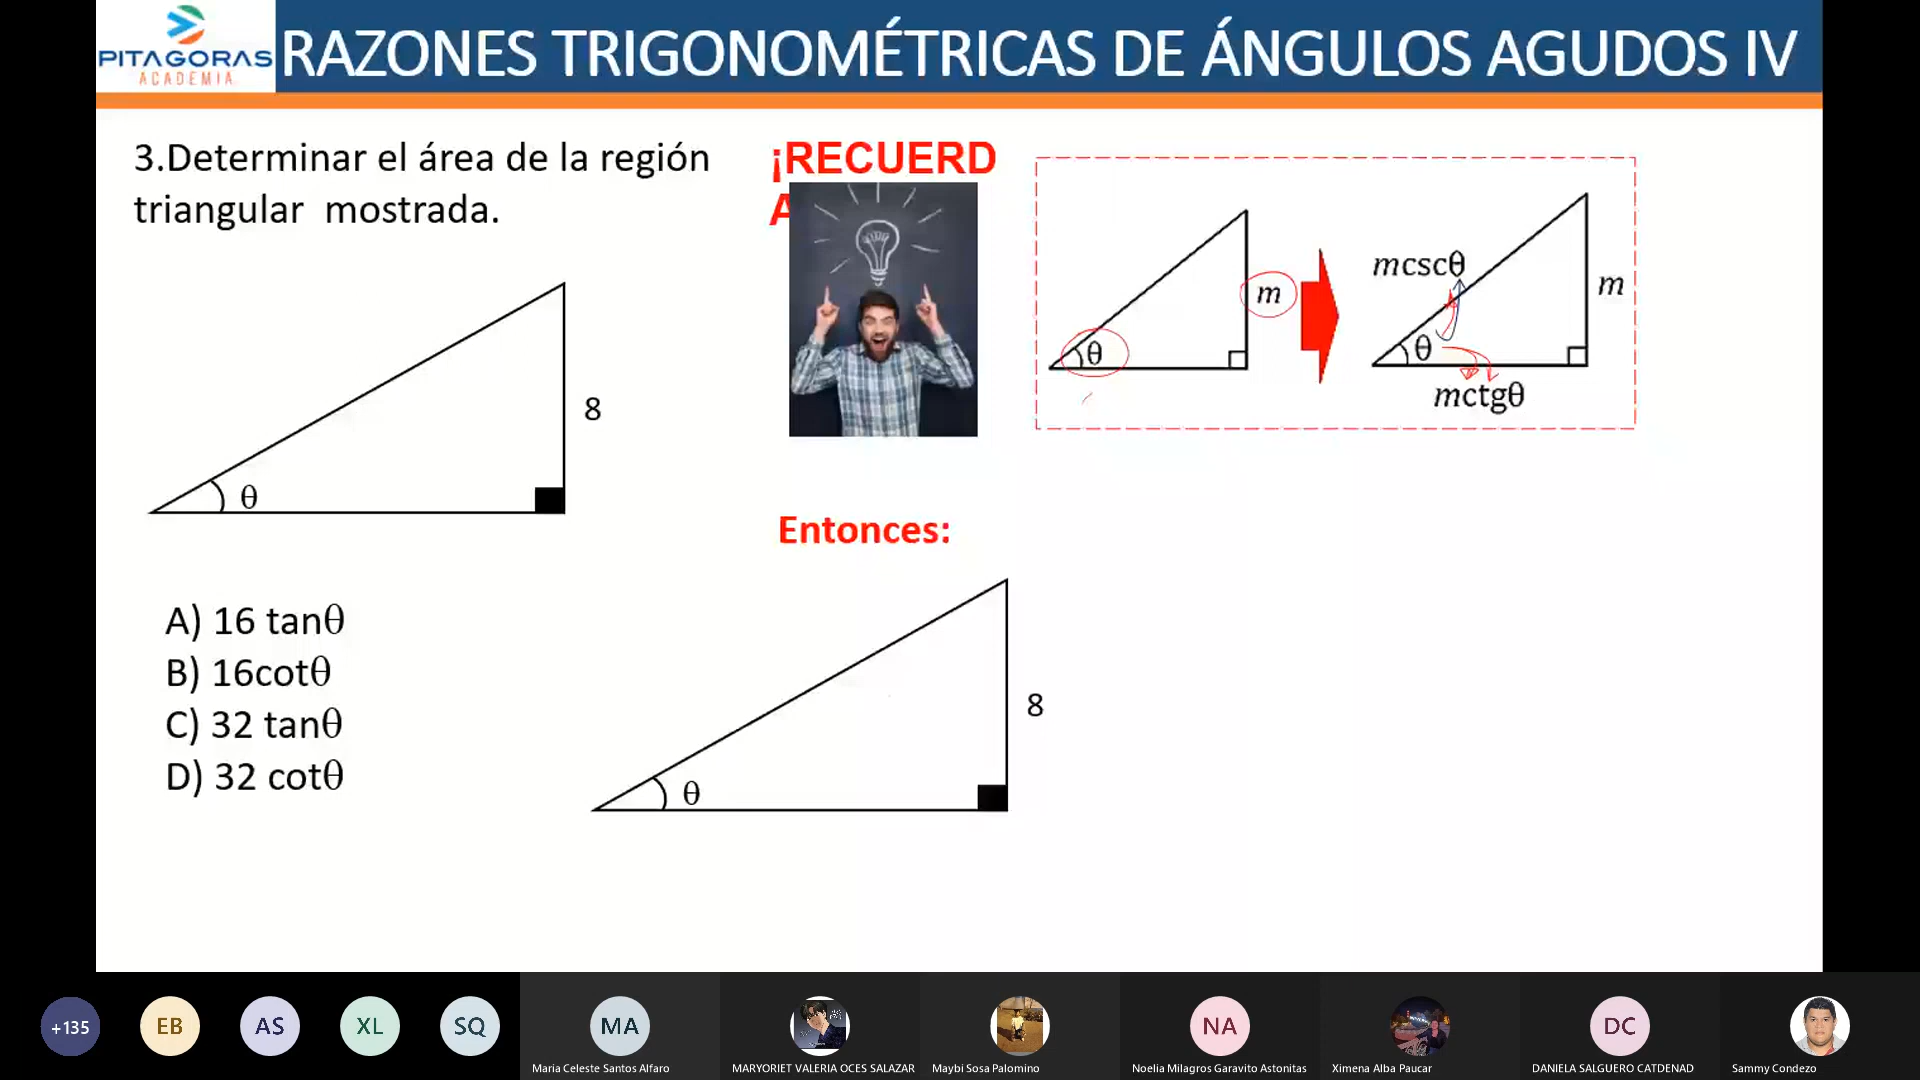 PITAGORAS
ACADEMIA
RAZONES TRIGONOMÉTRICAS DE ÁNGULOS AGUDOS IV
3.Determinar el área de la región
triangular mostrada.
8
θ
A) 16 tanθ
B) 16cotθ
C) 32 tanθ
D) 32 cotθ
¡RECUERD
A
m
θ
mcscθ
m
θ
mctgθ
Entonces:
8
θ
+135
EB
AS
XL
SQ
MA
NA
DC
Maria Celeste Santos Alfaro
MARYORIET VALERIA OCES SALAZAR
Maybi Sosa Palomino
Noelia Milagros Garavito Astonitas
Ximena Alba Paucar
DANIELA SALGUERO CATDENAD
Sammy Condezo